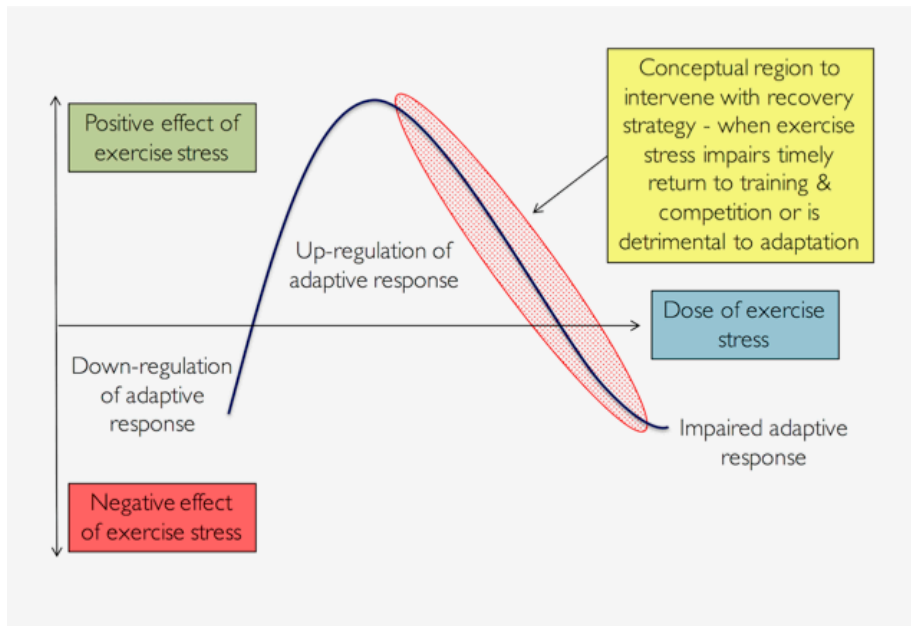 Positive effect of
exercise stress
Conceptual region to
intervene with recovery
strategy - when exercise
stress impairs timely
return to training &
competition or is
detrimental to adaptation
Up-regulation of
adaptive response
Dose of exercise
stress
Down-regulation
of adaptive
response
Impaired adaptive
response
Negative effect
of exercise stress